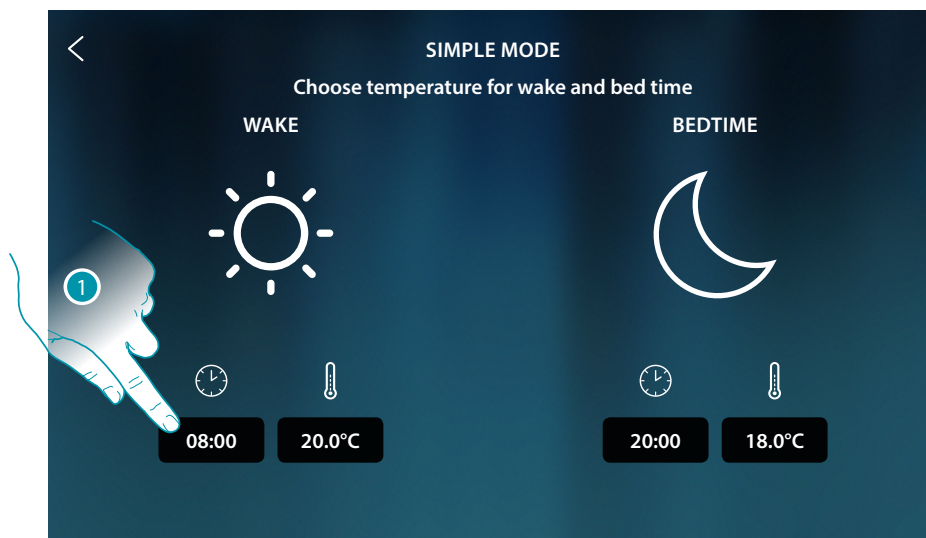 SIMPLE MODE
Choose temperature for wake and bed time
WAKE
BEDTIME
1
08:00
20.0°C
20:00
18.0°C